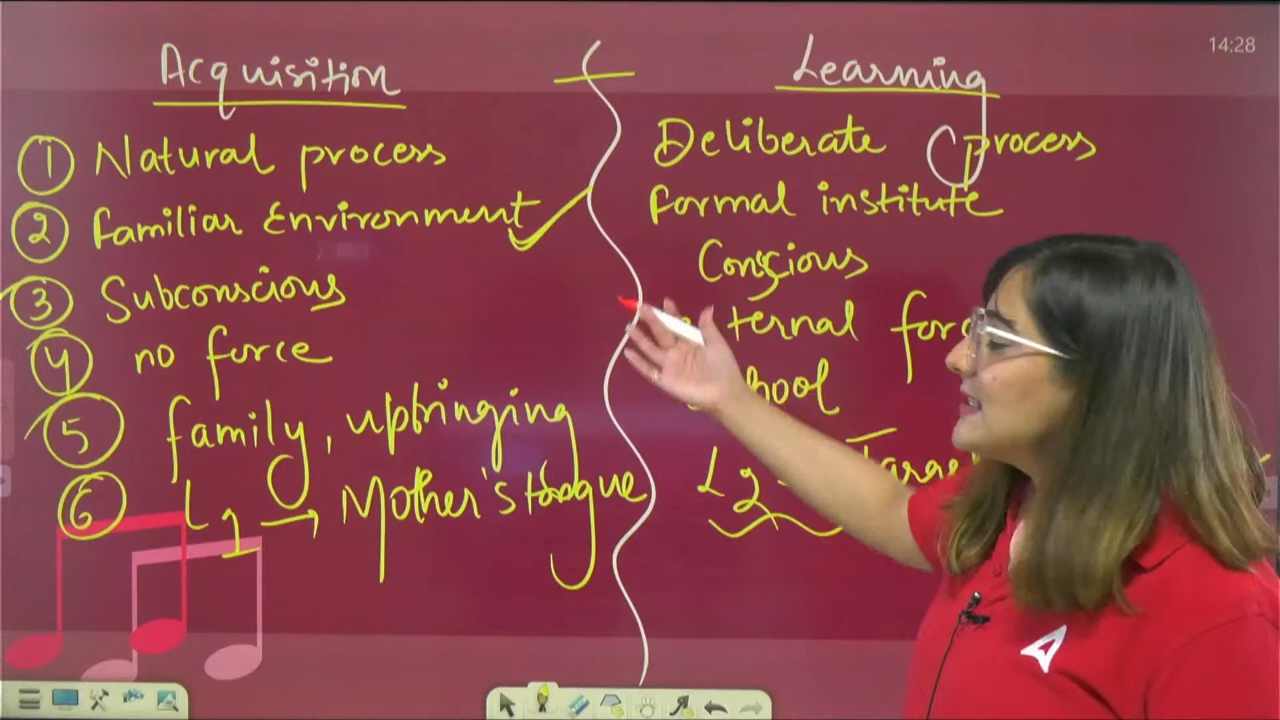 14:28
Acquisition
① Natural process
② familiar Environment
③ Subconscious
④ no force
⑤ family, upbringing
⑥ L1 → Mother's tongue
Learning
Deliberate process
formal institute
Conscious
L2